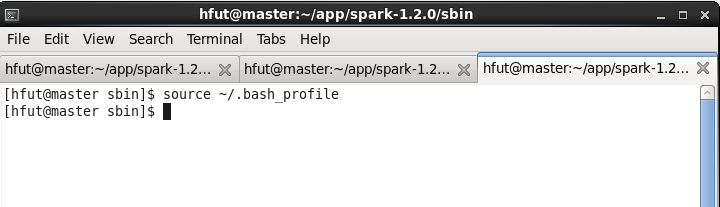 hfut@master:~/app/spark-1.2.0/sbin
File Edit View Search Terminal Tabs Help
hfut@master:~/app/spark-1.2... hfut@master:~/app/spark-1.2... hfut@master:~/app/spark-1.2...
[hfut@master sbin]$ source ~/.bash_profile
[hfut@master sbin]$